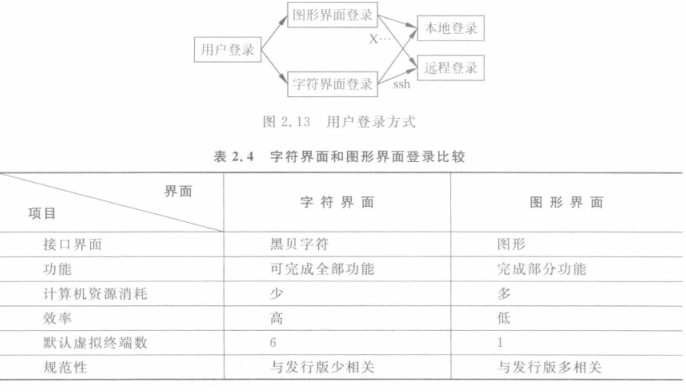 图形界面登录
本地登录
X…
用户登录
远程登录
字符界面登录
ssh
图 2.13 用户登录方式
表 2.4 字符界面和图形界面登录比较
界面
项目
字符界面
图形界面
接口界面 黑贝字符 图形
功能 可完成全部功能 完成部分功能
计算机资源消耗 少 多
效率 高 低
默认虚拟终端数 6 1
规范性 与发行版少相关 与发行版多相关